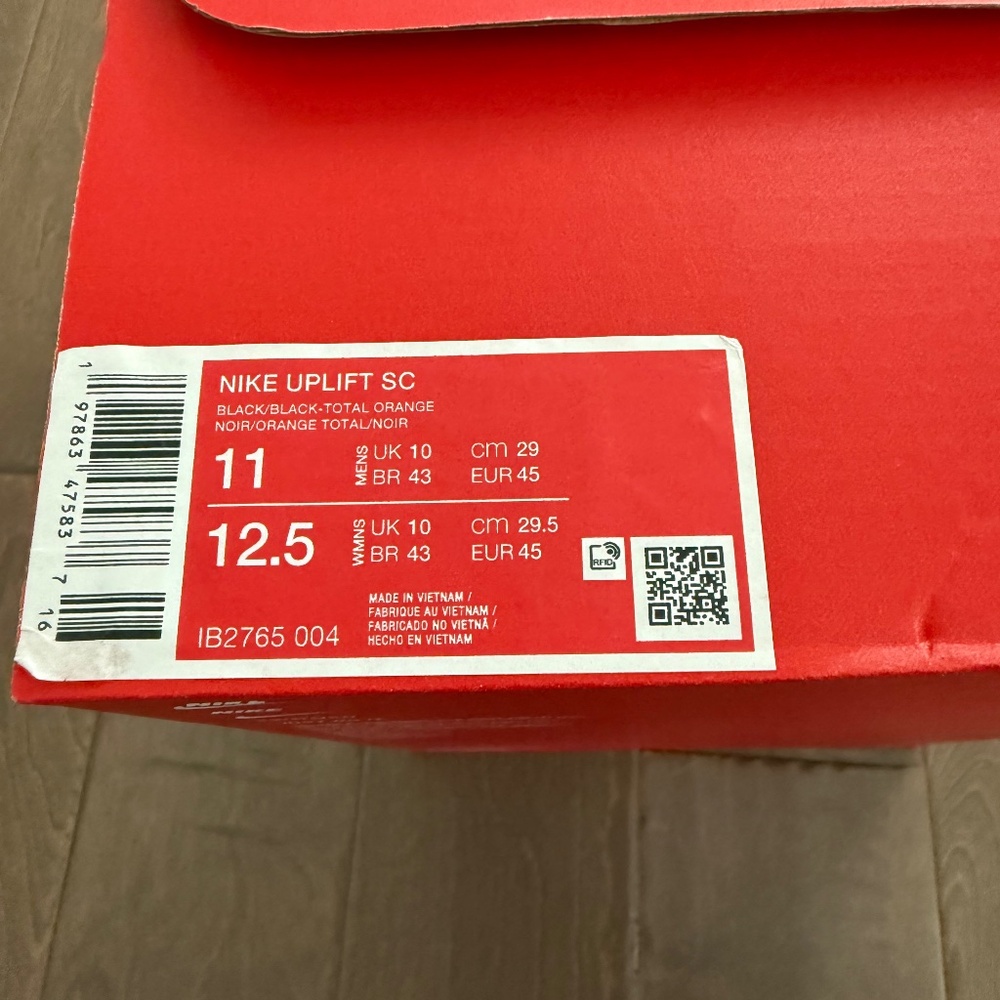 NIKE UPLIFT SC
BLACK/BLACK-TOTAL ORANGE
NOIR/ORANGE TOTAL/NOIR
11 MENS UK 10 cm 29
BR 43 EUR 45
12.5 WMNS UK 10 cm 29.5
BR 43 EUR 45
RFID
MADE IN VIETNAM /
FABRIQUE AU VIETNAM /
FABRICADO NO VIETNÃ /
HECHO EN VIETNAM
IB2765 004
1 97863 47583 7 16
NIKE
NIKE